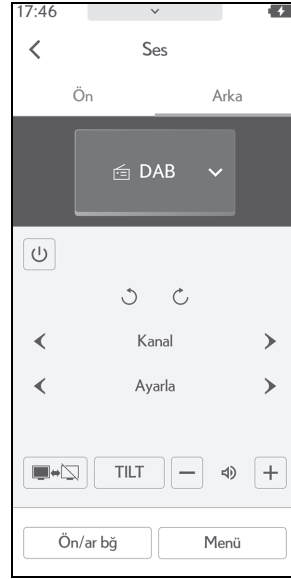 17:46
Ses
Ön Arka
DAB
Kanal
Ayarla
TILT
Ön/ar bğ Menü